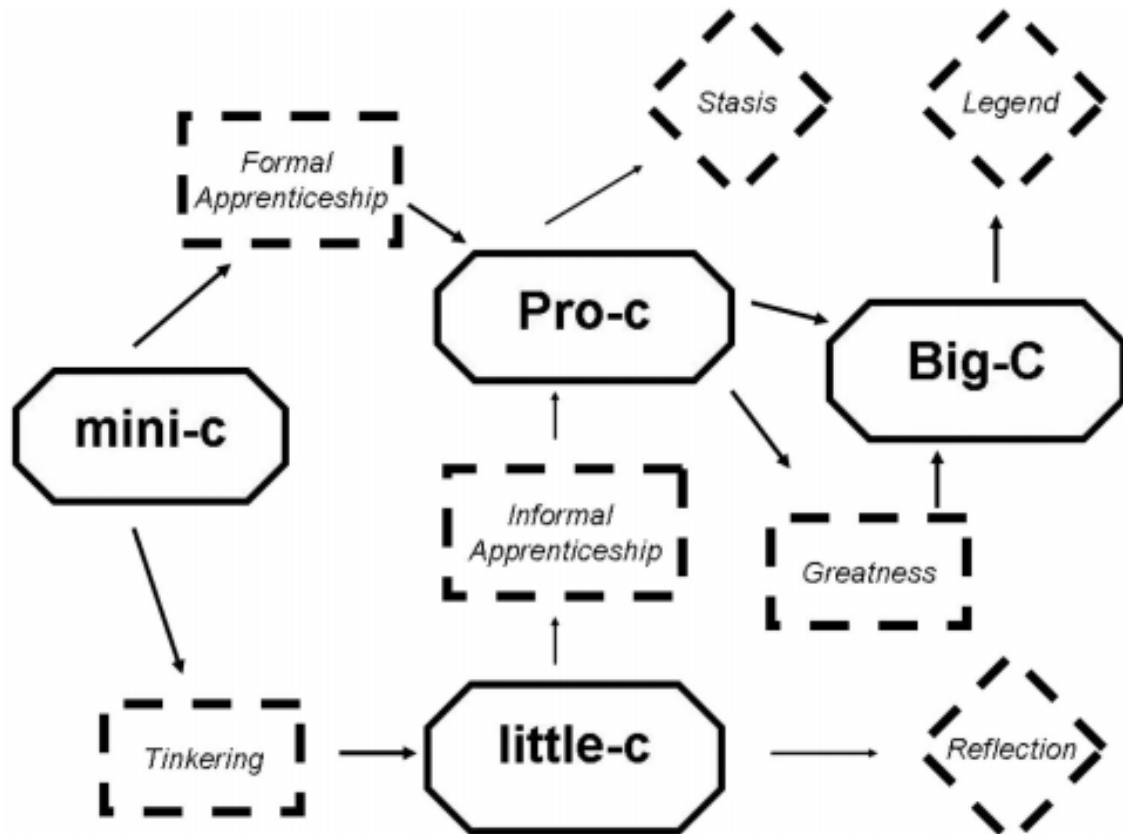 Stasis
Legend
Formal
Apprenticeship
Pro-c
Big-C
mini-c
Informal
Apprenticeship
Greatness
Tinkering
little-c
Reflection